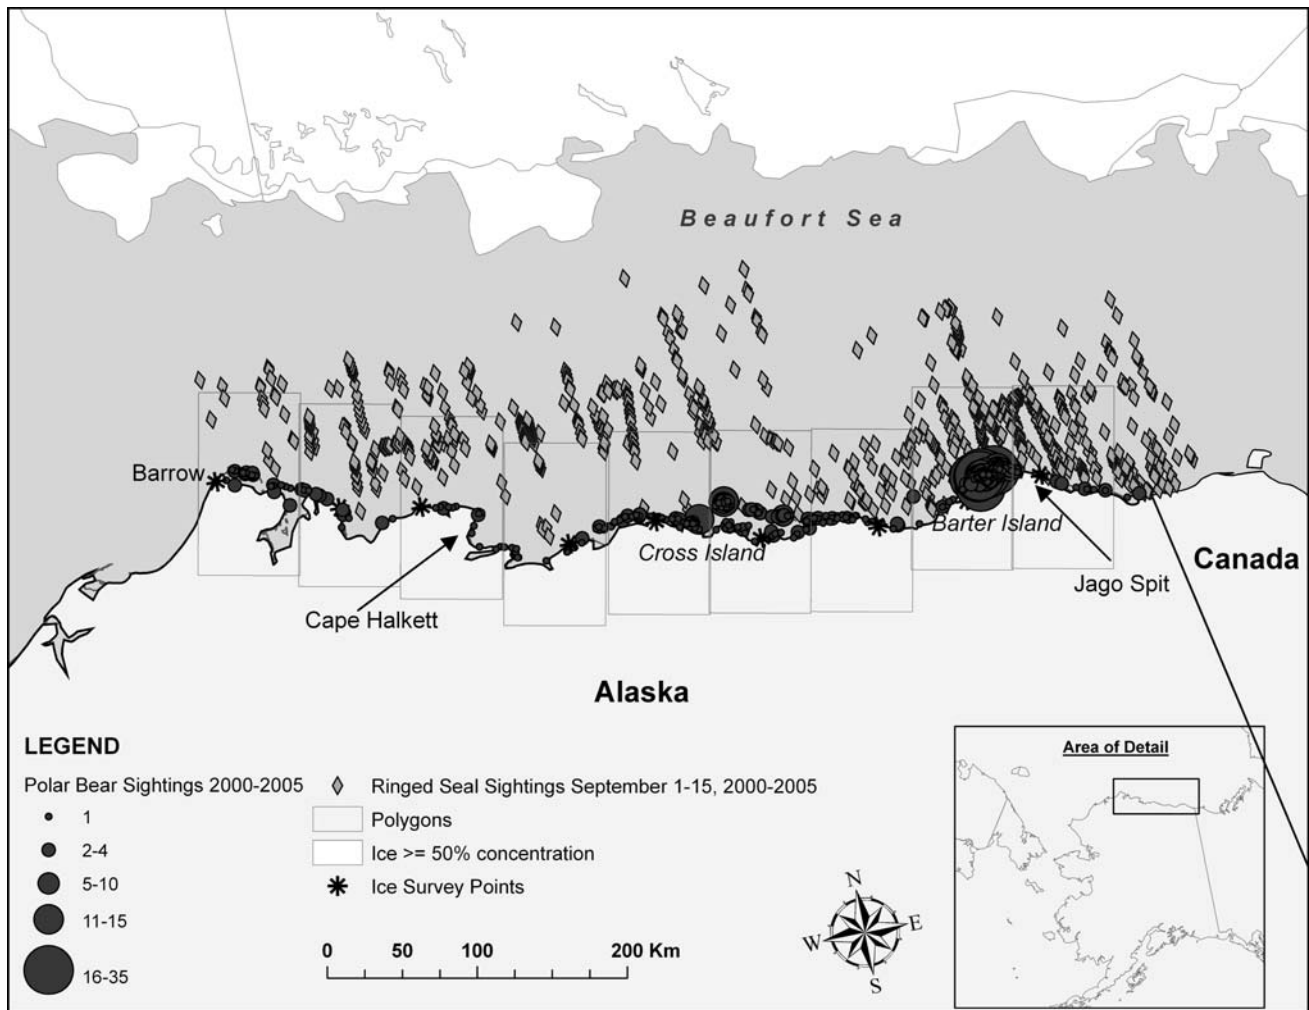 Beaufort Sea
Barrow
Cross Island
Barter Island
Canada
Jago Spit
Cape Halkett
Alaska
LEGEND
Polar Bear Sightings 2000-2005
1
2-4
5-10
11-15
16-35
Ringed Seal Sightings September 1-15, 2000-2005
Polygons
Ice >= 50% concentration
Ice Survey Points
0 50 100 200 Km
N
W E
S
Area of Detail